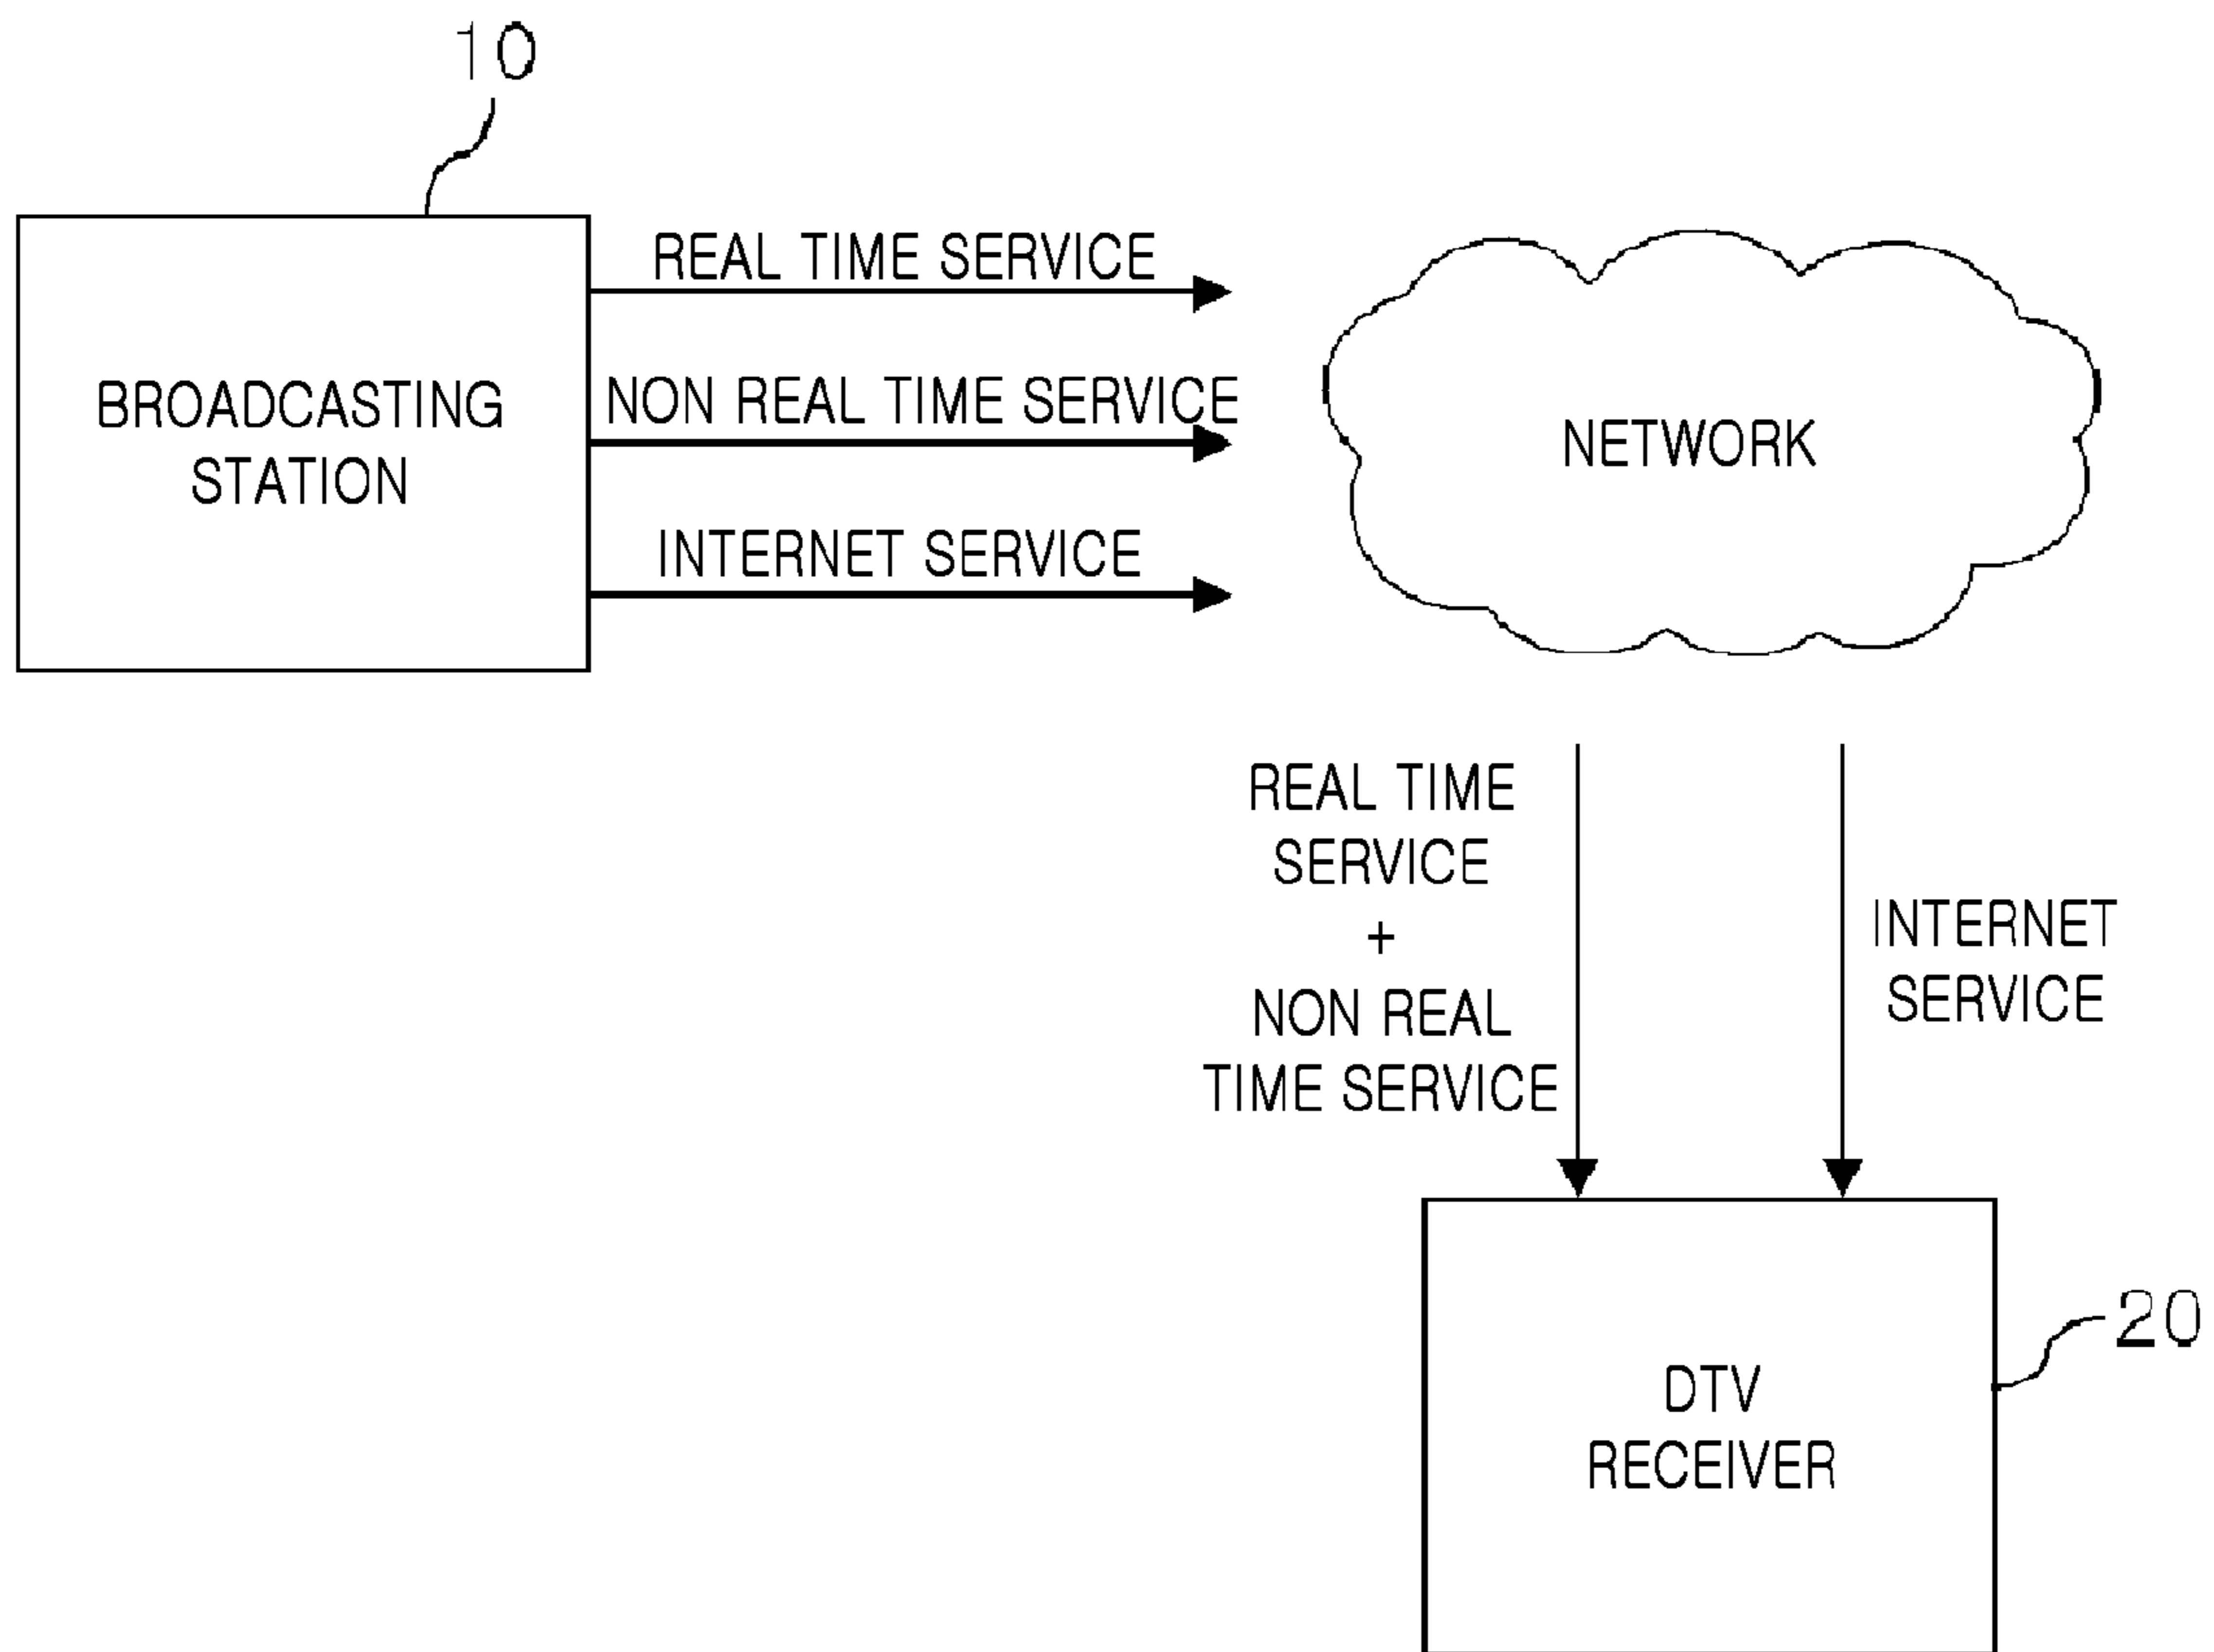 10
BROADCASTING
STATION
REAL TIME SERVICE
NON REAL TIME SERVICE
INTERNET SERVICE
NETWORK
REAL TIME
SERVICE
+
NON REAL
TIME SERVICE
INTERNET
SERVICE
DTV
RECEIVER
20